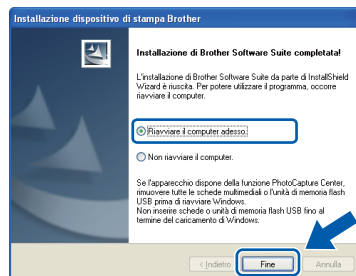 Installazione dispositivo di stampa Brother
Installazione di Brother Software Suite completata!
L'installazione di Brother Software Suite da parte di InstallShield
Wizard è riuscita. Per potere utilizzare il programma, occorre
riavviare il computer.
Riavviare il computer adesso.
Non riavviare il computer.
Se l'apparecchio dispone della funzione PhotoCapture Center,
rimuovere tutte le schede multimediali o l'unità di memoria flash
USB prima di riavviare Windows.
Non inserire schede o unità di memoria flash USB fino al
termine del caricamento di Windows.
< Indietro
Fine
Annulla